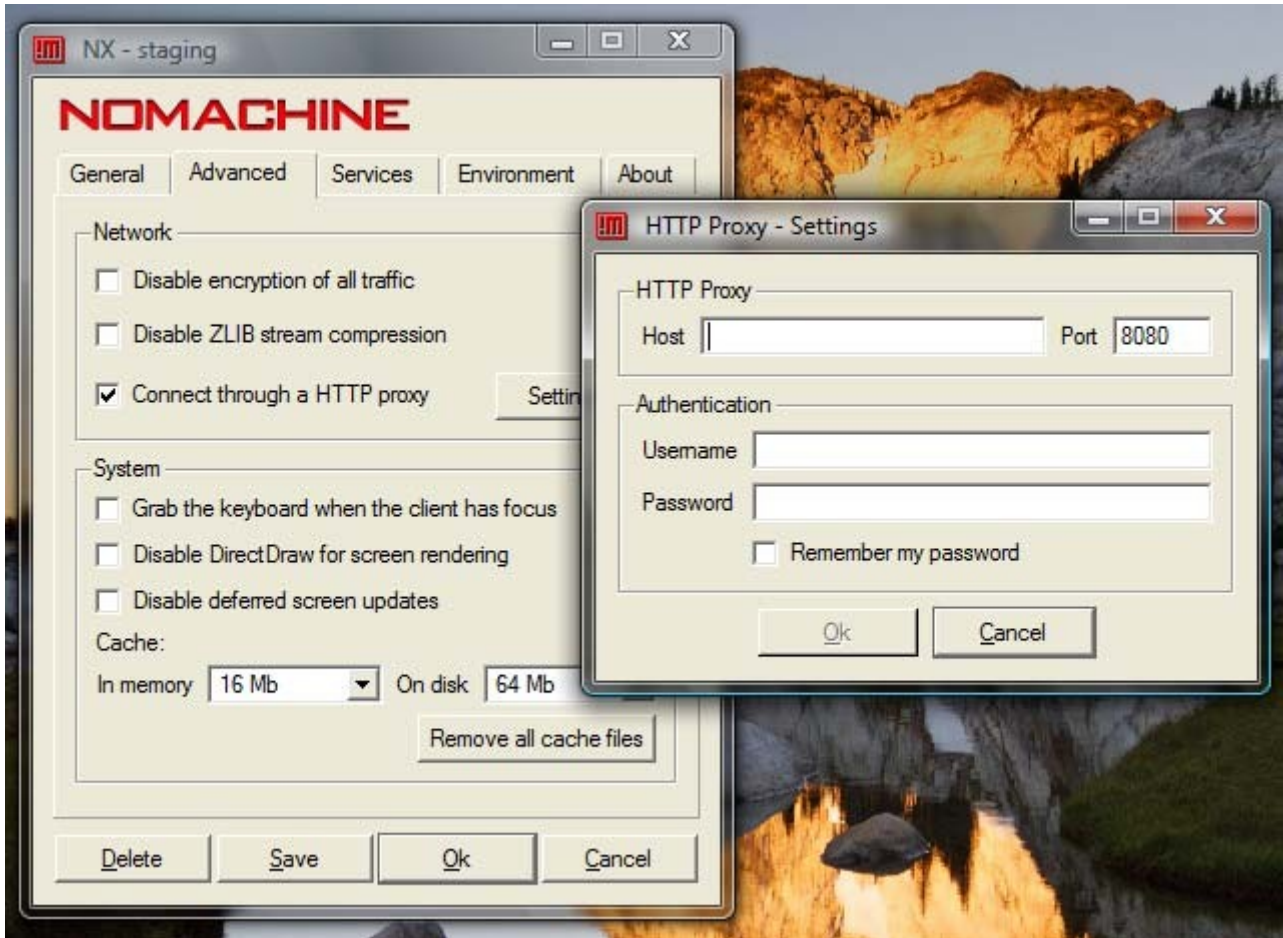 NX - staging
NOMACHINE
General Advanced Services Environment About
Network
Disable encryption of all traffic
Disable ZLIB stream compression
Connect through a HTTP proxy
System
Grab the keyboard when the client has focus
Disable DirectDraw for screen rendering
Disable deferred screen updates
Cache:
In memory 16 Mb On disk 64 Mb
Remove all cache files
Delete Save Ok Cancel
HTTP Proxy - Settings
HTTP Proxy
Host Port 8080
Authentication
Username
Password
Remember my password
Ok Cancel